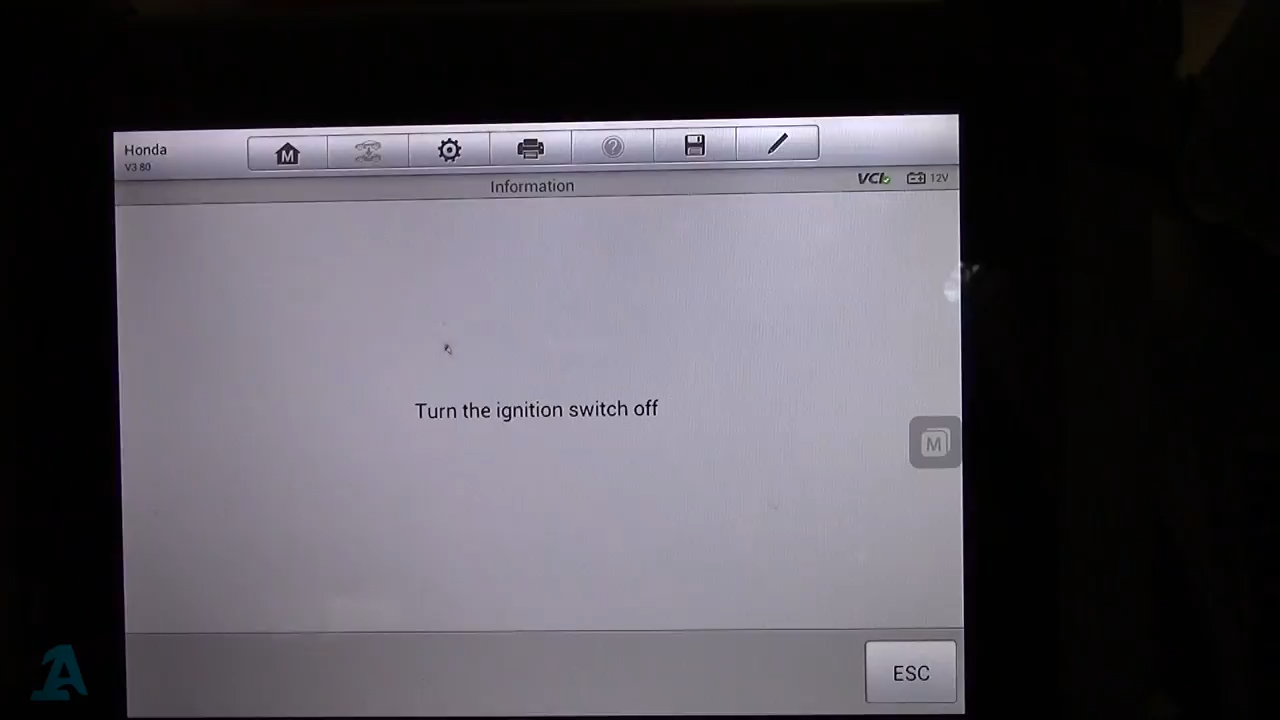 Honda
V3 80
M
?
Information
VCI
12V
Turn the ignition switch off
M
ESC
A